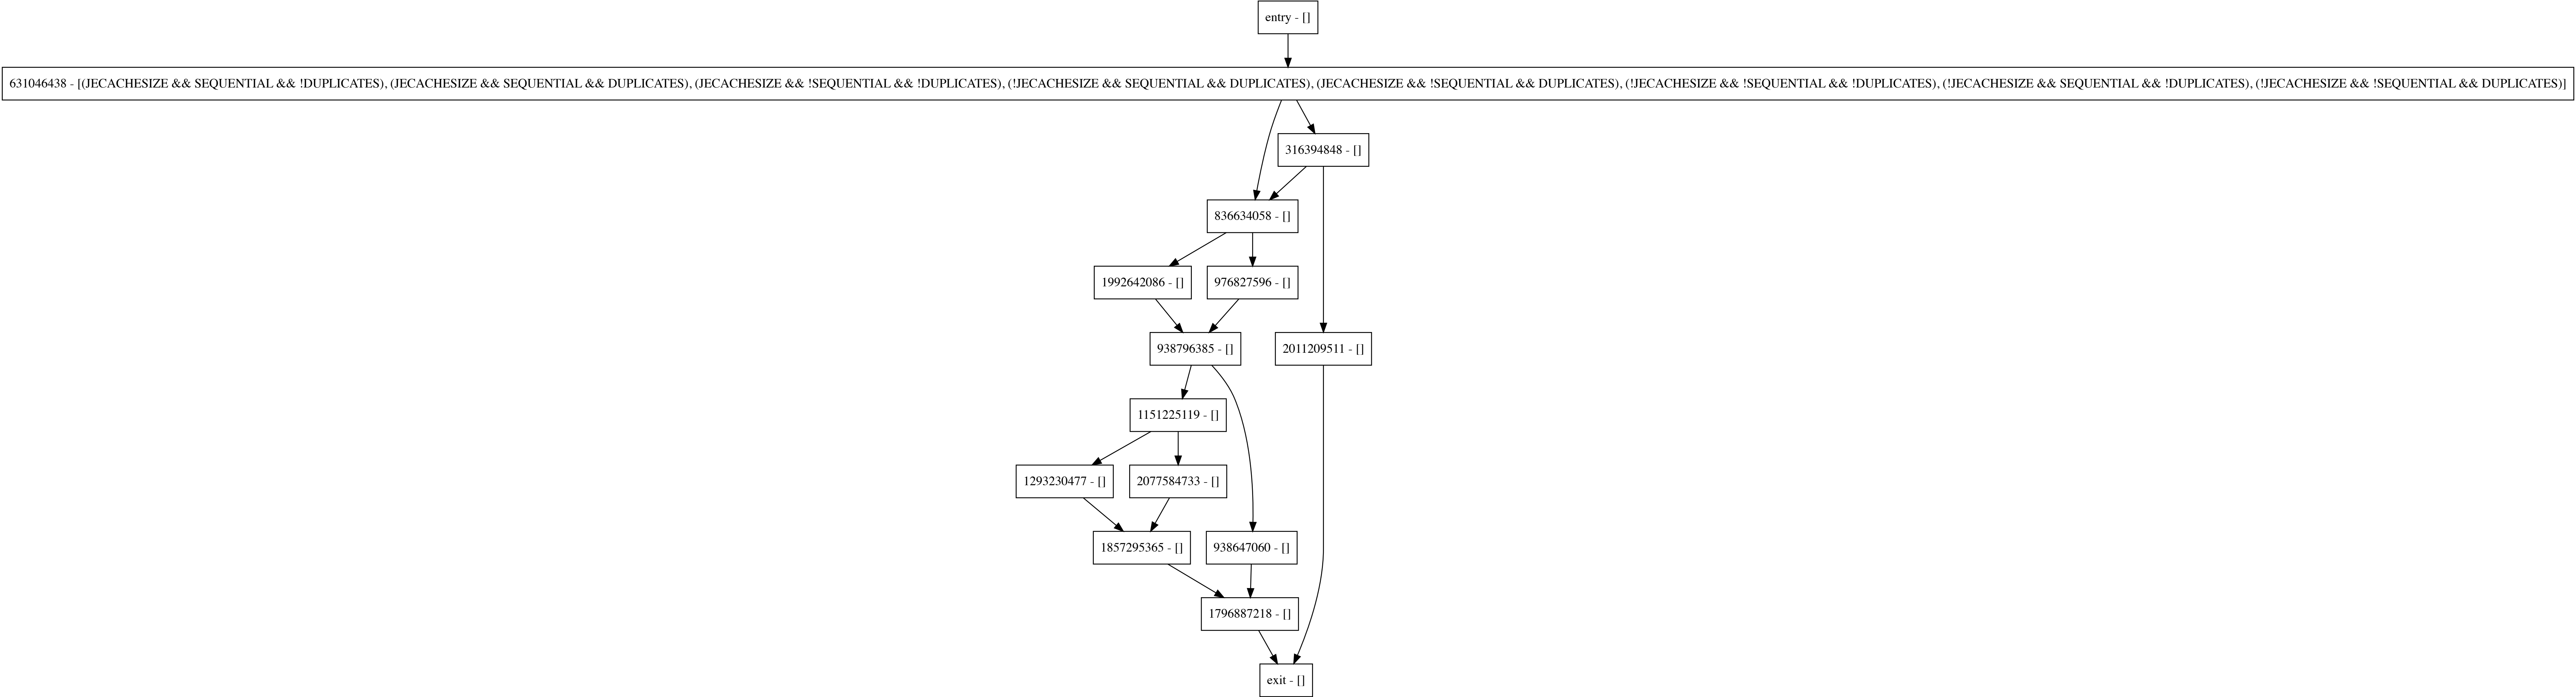 entry - []
631046438 - [(JECACHESIZE && SEQUENTIAL && !DUPLICATES), (JECACHESIZE && SEQUENTIAL && DUPLICATES), (JECACHESIZE && !SEQUENTIAL && !DUPLICATES), (!JECACHESIZE && SEQUENTIAL && DUPLICATES), (JECACHESIZE && !SEQUENTIAL && DUPLICATES), (!JECACHESIZE && !SEQUENTIAL && !DUPLICATES), (!JECACHESIZE && SEQUENTIAL && !DUPLICATES), (!JECACHESIZE && !SEQUENTIAL && DUPLICATES)]
316394848 - []
836634058 - []
1992642086 - []
976827596 - []
938796385 - []
2011209511 - []
1151225119 - []
1293230477 - []
2077584733 - []
1857295365 - []
938647060 - []
1796887218 - []
exit - []